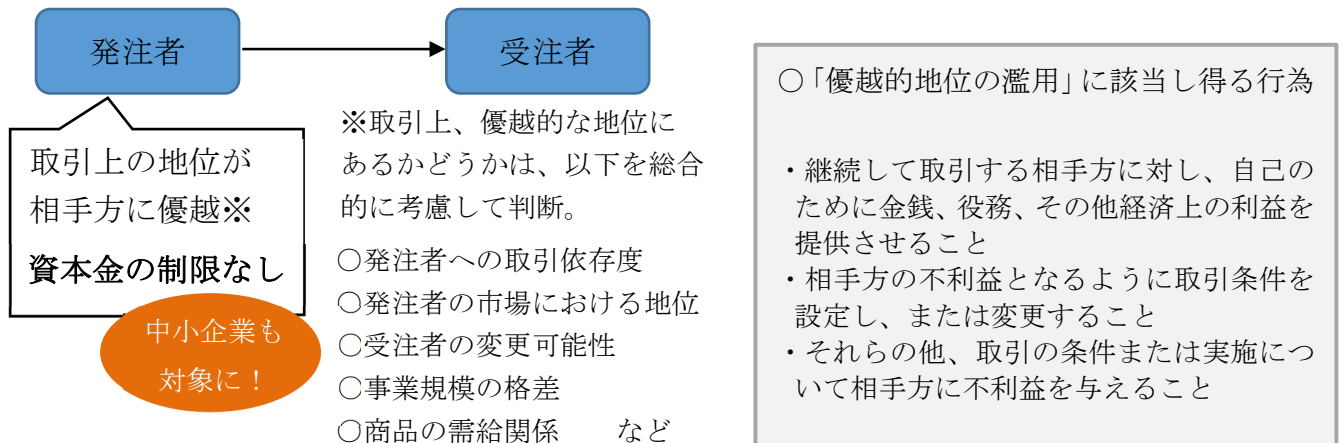 発注者
受注者
取引上の地位が
相手方に優越※
資本金の制限なし
中小企業も
対象に！
※取引上、優越的な地位に
あるかどうかは、以下を総合
的に考慮して判断。
○発注者への取引依存度
○発注者の市場における地位
○受注者の変更可能性
○事業規模の格差
○商品の需給関係　　など
○「優越的地位の濫用」に該当し得る行為
・継続して取引する相手方に対し、自己の
ために金銭、役務、その他経済上の利益を
提供させること
・相手方の不利益となるように取引条件を
設定し、または変更すること
・それらの他、取引の条件または実施につ
いて相手方に不利益を与えること